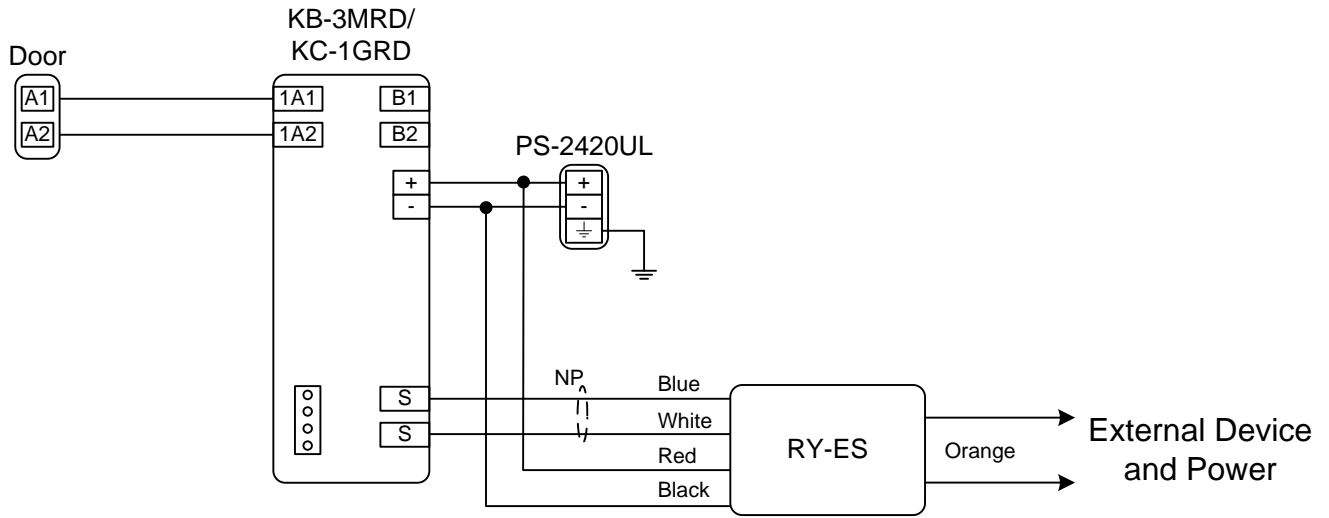 KB-3MRD/
KC-1GRD
Door
A1
1A1
B1
A2
1A2
B2
PS-2420UL
+
+
-
-
NP
Blue
S
White
S
Red
Black
RY-ES
Orange
External Device
and Power